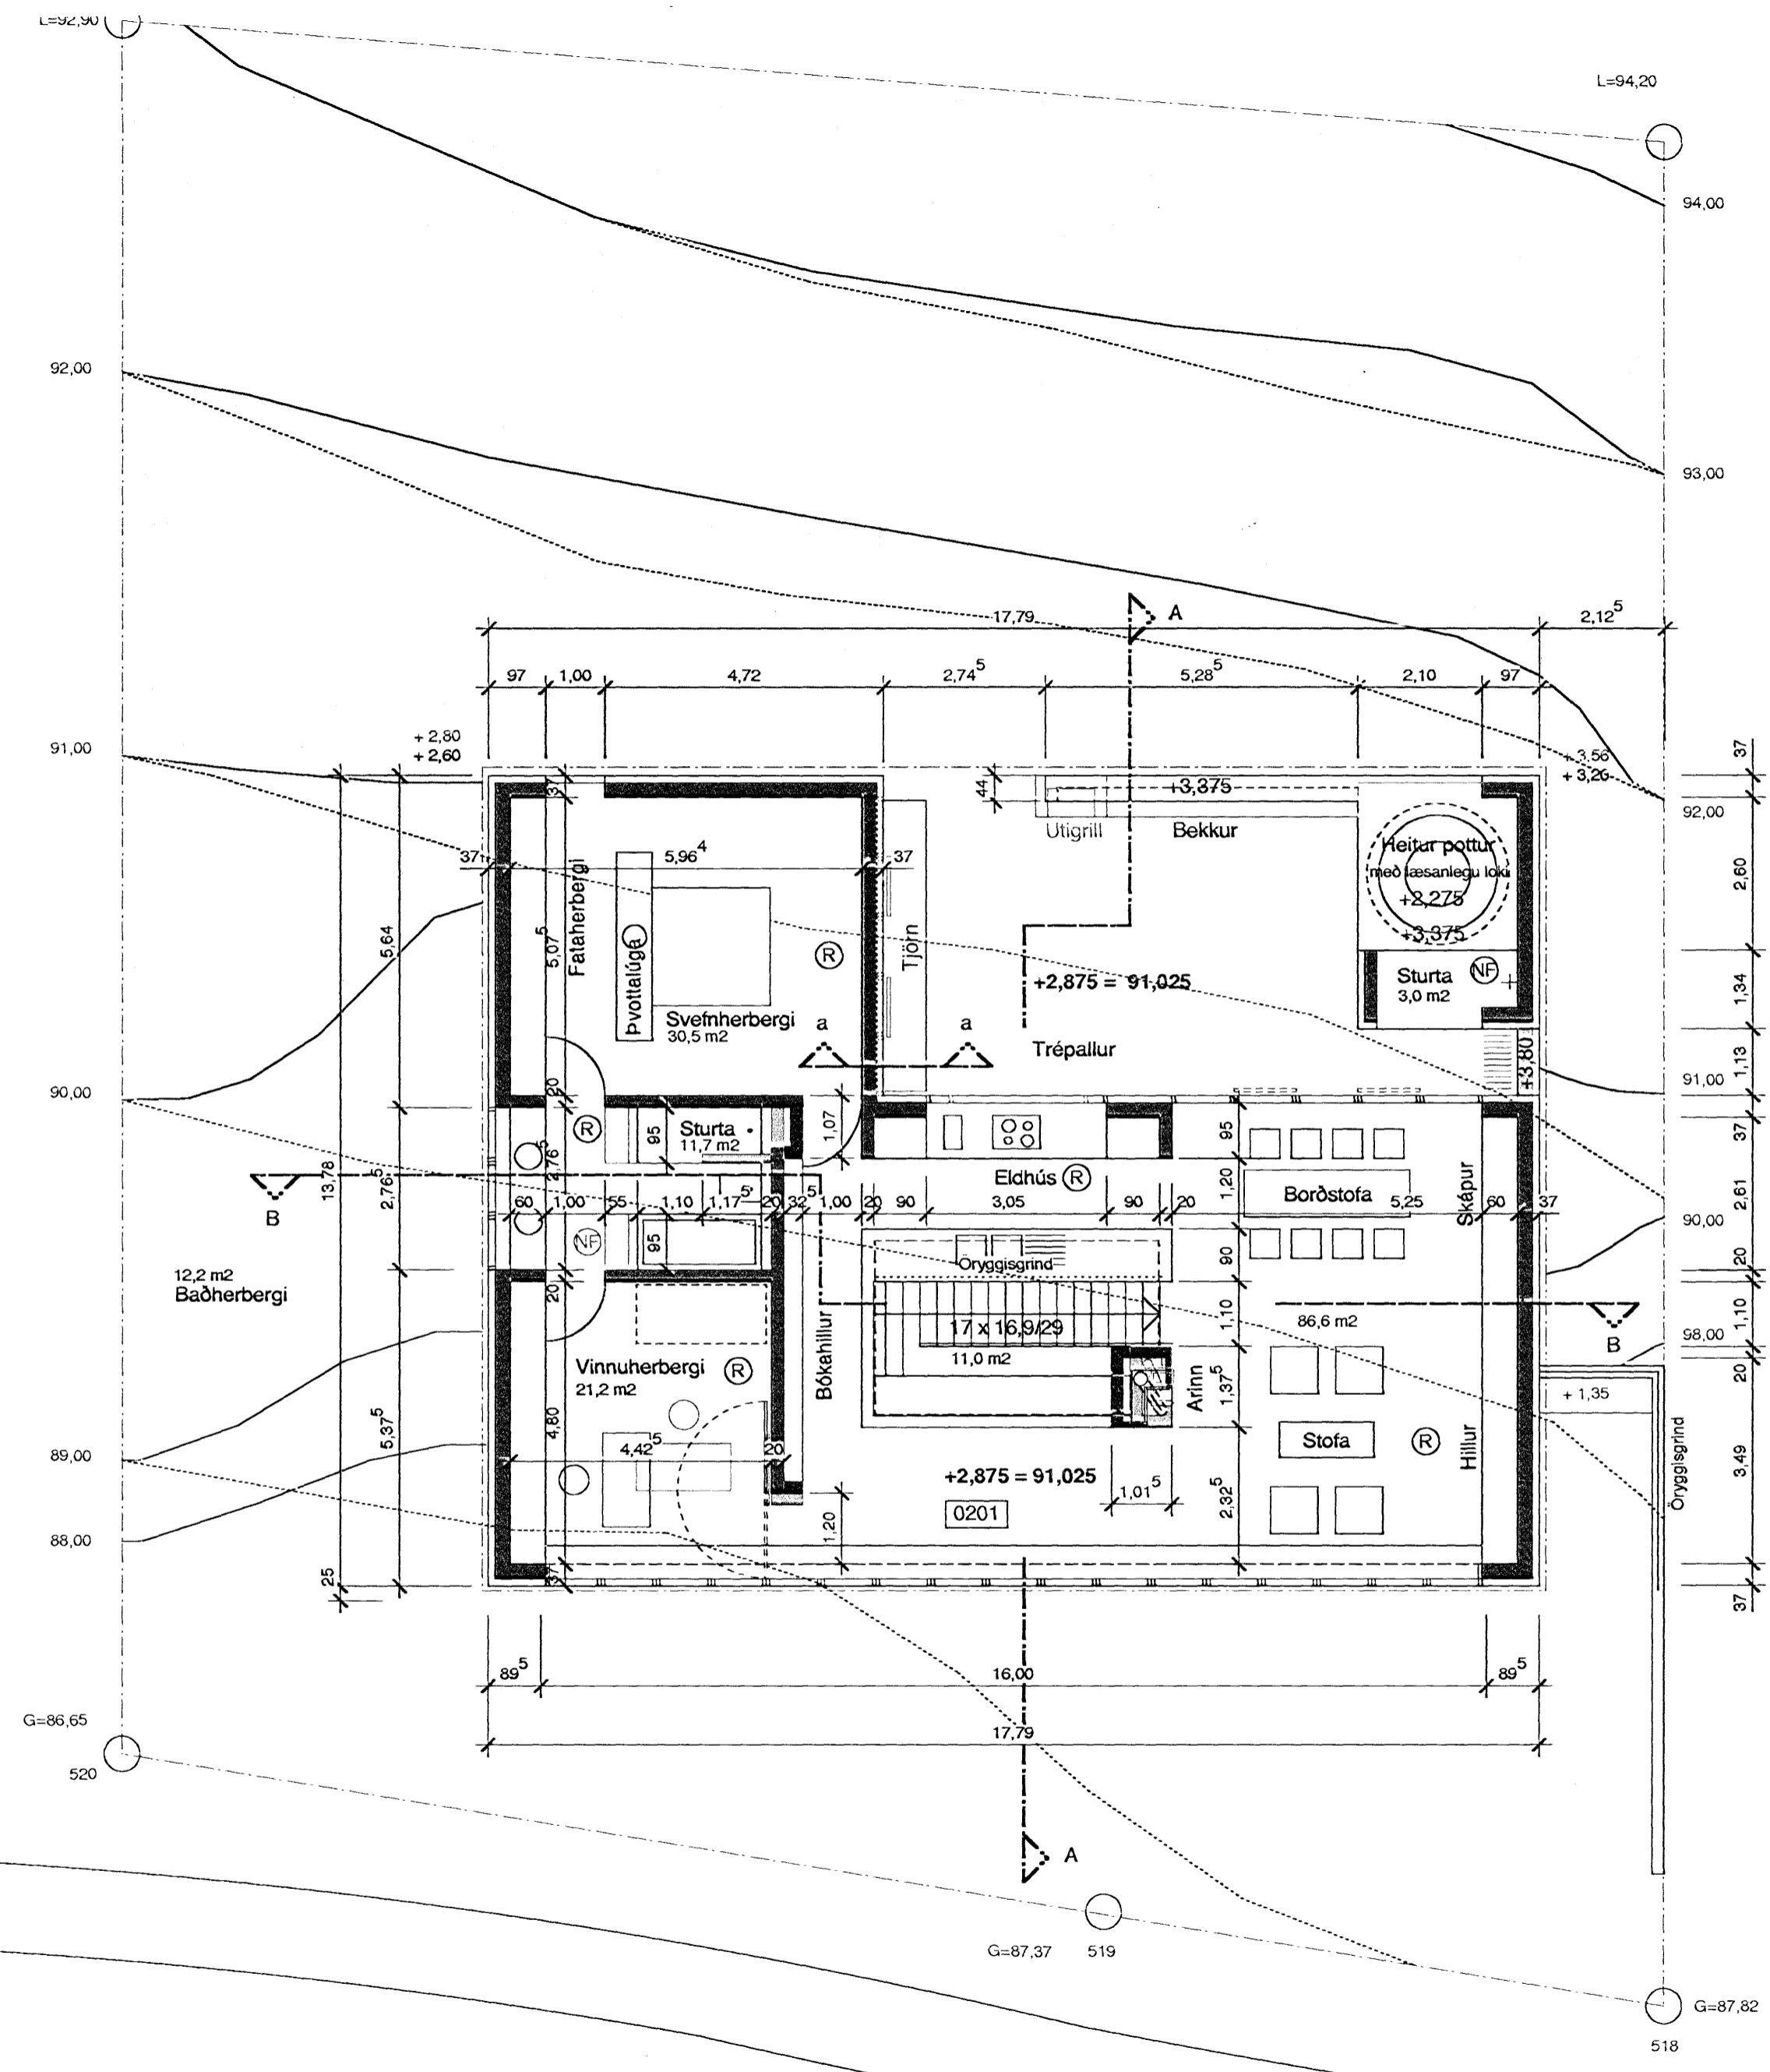 L=92,90
L=94,20
94,00
92,00
93,00
17,79
2,12⁵
A
97
1,00
4,72
2,74⁵
5,28⁵
2,10
97
91,00
+ 2,80
+ 2,60
+ 3,56
+ 3,26
37
92,00
44
+3,375
Utigrill
Bekkur
Heitur pottur
með læsanlegu loki
+2,275
+3,375
37
37
5,96⁴
37
2,60
Fataherbergi
5,07⁵
5,64
Þvottalúga
R
Tjörn
Sturta
3,0 m2
NF
1,34
+2,875 = 91,025
Svefnherbergi
30,5 m2
a
a
Trépallur
+3,80
1,13
90,00
91,00
20
R
95
Sturta
11,7 m2
1,07
95
37
Eldhús
R
13,78
2,76⁵
2,76⁵
1,20
Borðstofa
Skápur
60
1,00
55
1,10
1,17⁵
20
32⁵
1,00
20
90
3,05
90
20
5,25
60
37
2,61
B
90,00
NF
95
90
Öryggisgrind
20
12,2 m2
Baðherbergi
20
1,10
86,6 m2
1,10
17 x 16,9/29
98,00
B
11,0 m2
Vinnuherbergi
21,2 m2
R
Bókahillur
Arinn
1,37⁵
20
+ 1,35
4,80
5,37⁵
4,42⁵
20
Stofa
R
Hillur
3,49
Öryggisgrind
89,00
+2,875 = 91,025
1,01⁵
2,32⁵
0201
1,20
88,00
25
37
37
89⁵
16,00
89⁵
17,79
G=86,65
520
A
G=87,37
519
G=87,82
518